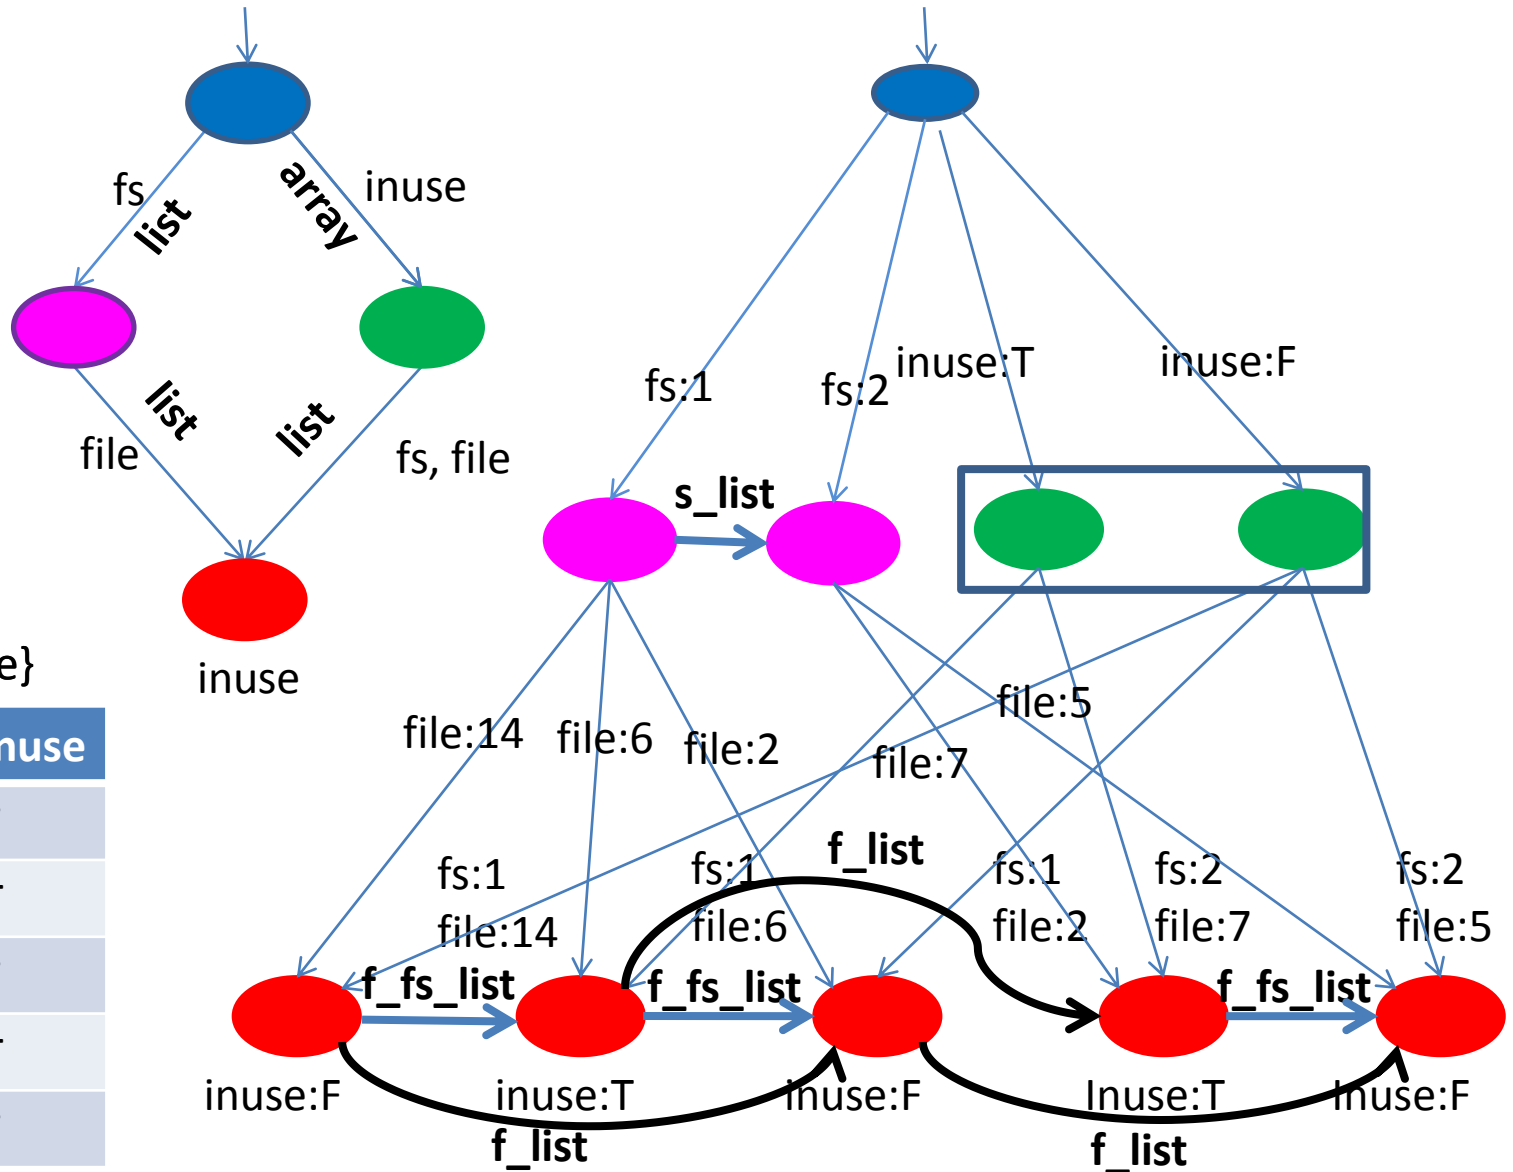 fs
list
array
inuse
list
file
list
fs, file
inuse
e}
nuse
fs:1
fs:2
inuse:T
inuse:F
s_list
file:14
file:6
file:2
file:7
file:5
f_list
fs:1
file:14
fs:1
file:6
fs:1
file:2
fs:2
file:7
fs:2
file:5
f_fs_list
f_fs_list
f_fs_list
inuse:F
inuse:T
inuse:F
Inuse:T
Inuse:F
f_list
f_list